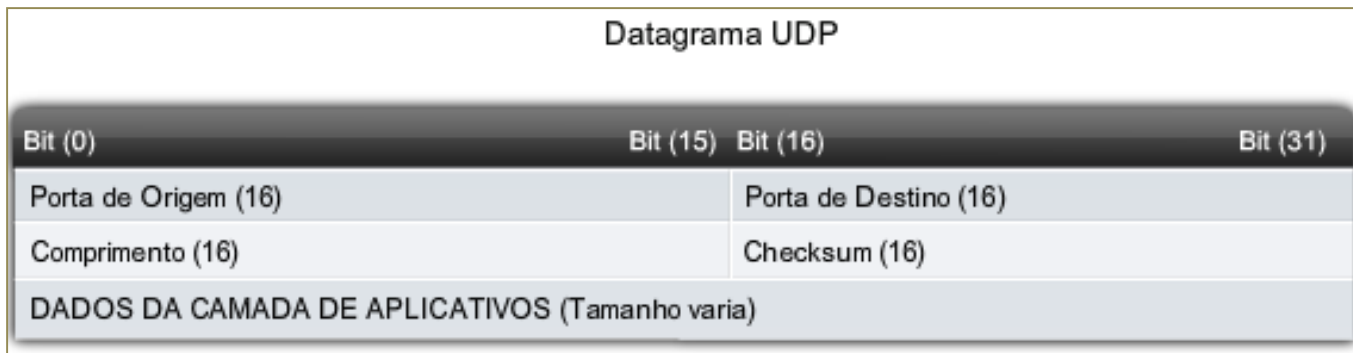 Datagrama UDP
Bit (0) Bit (15) Bit (16) Bit (31)
Porta de Origem (16) Porta de Destino (16)
Comprimento (16) Checksum (16)
DADOS DA CAMADA DE APLICATIVOS (Tamanho varia)